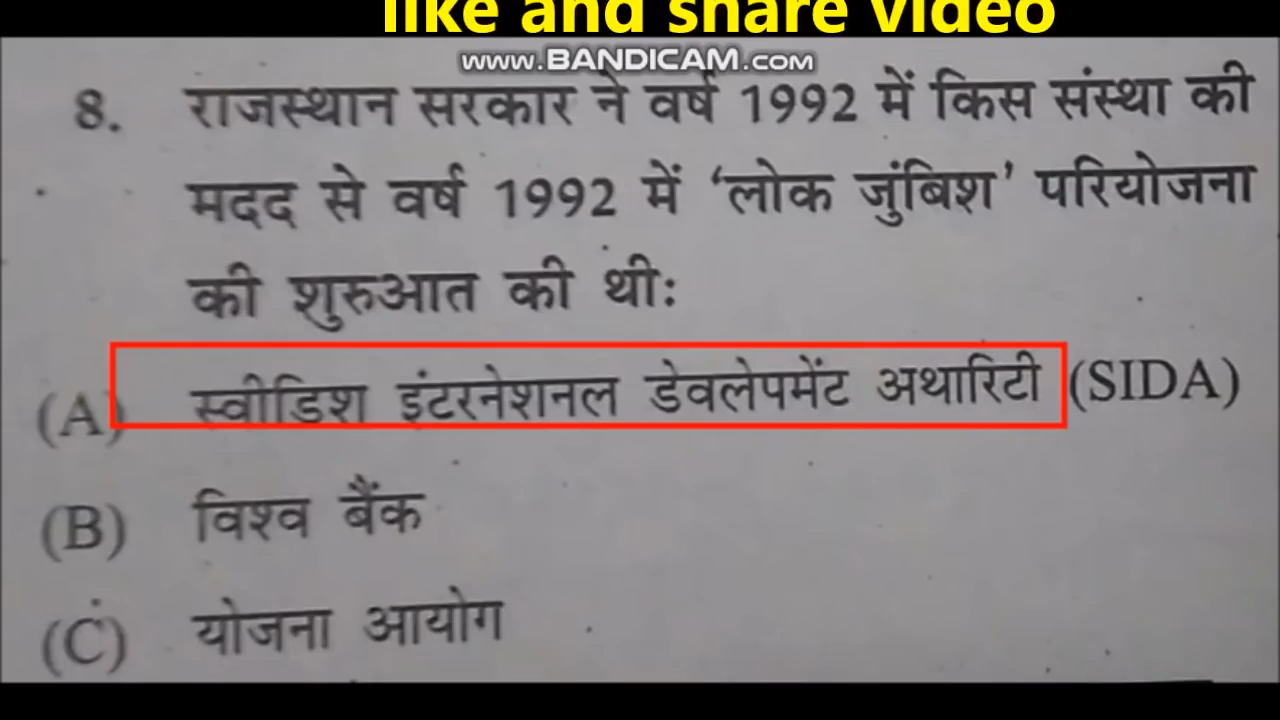 like and share video
www.BANDICAM.com
8. राजस्थान सरकार ने वर्ष 1992 में किस संस्था की
मदद से वर्ष 1992 में ‘लोक जुंबिश’ परियोजना
की शुरुआत की थीः
(A) स्वीडिश इंटरनेशनल डेवलेपमेंट अथारिटी (SIDA)
(B) विश्व बैंक
(C) योजना आयोग